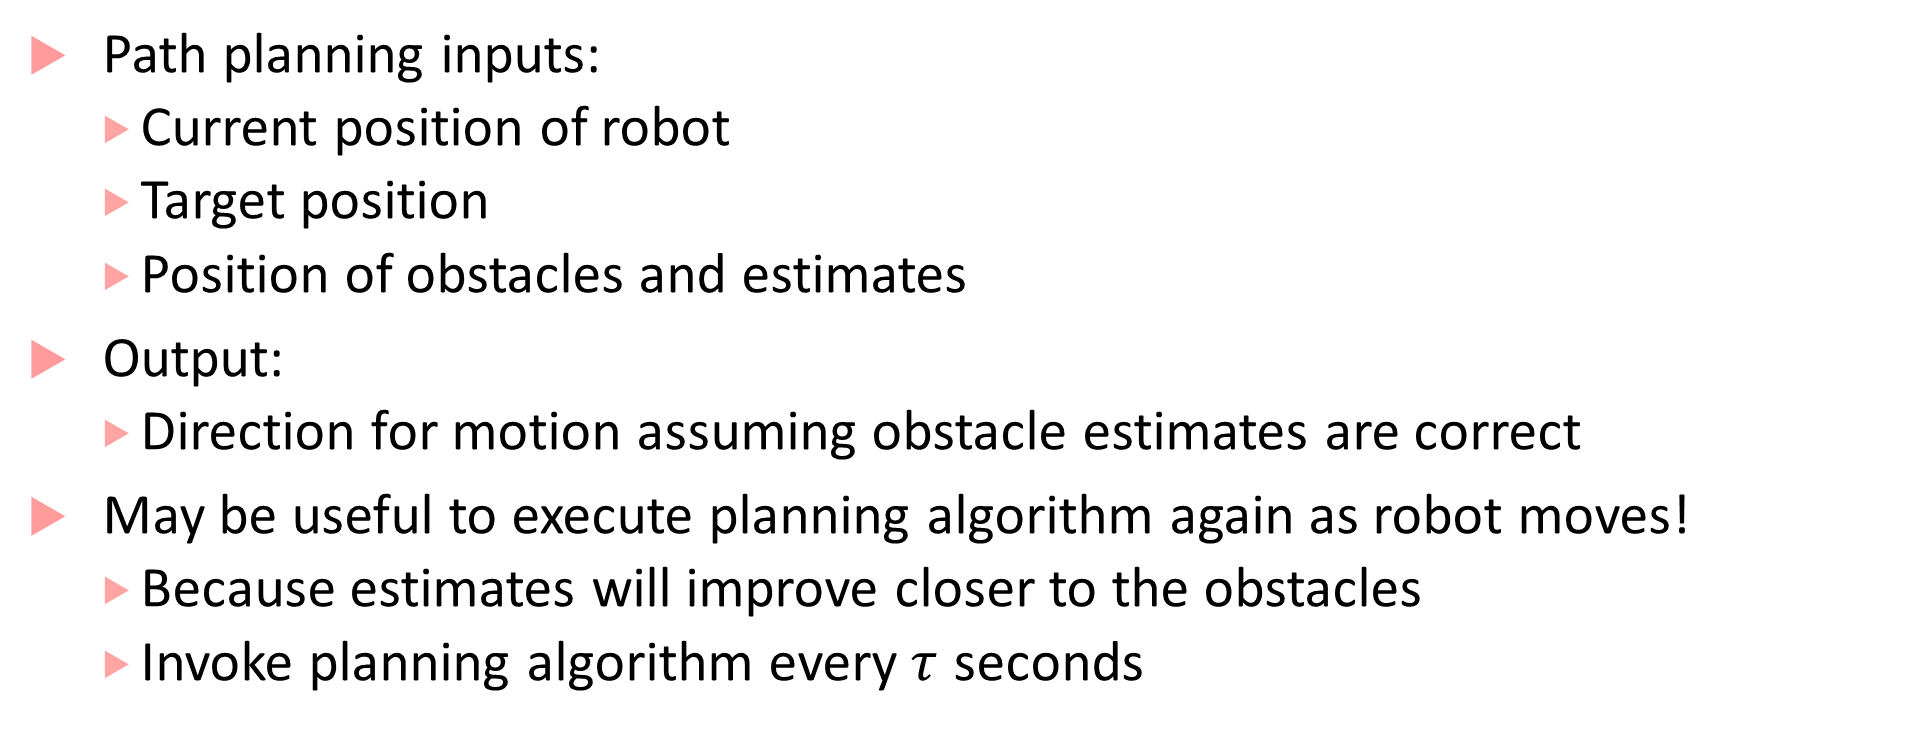 Path planning inputs:
Current position of robot
Target position
Position of obstacles and estimates
Output:
Direction for motion assuming obstacle estimates are correct
May be useful to execute planning algorithm again as robot moves!
Because estimates will improve closer to the obstacles
Invoke planning algorithm every τ seconds